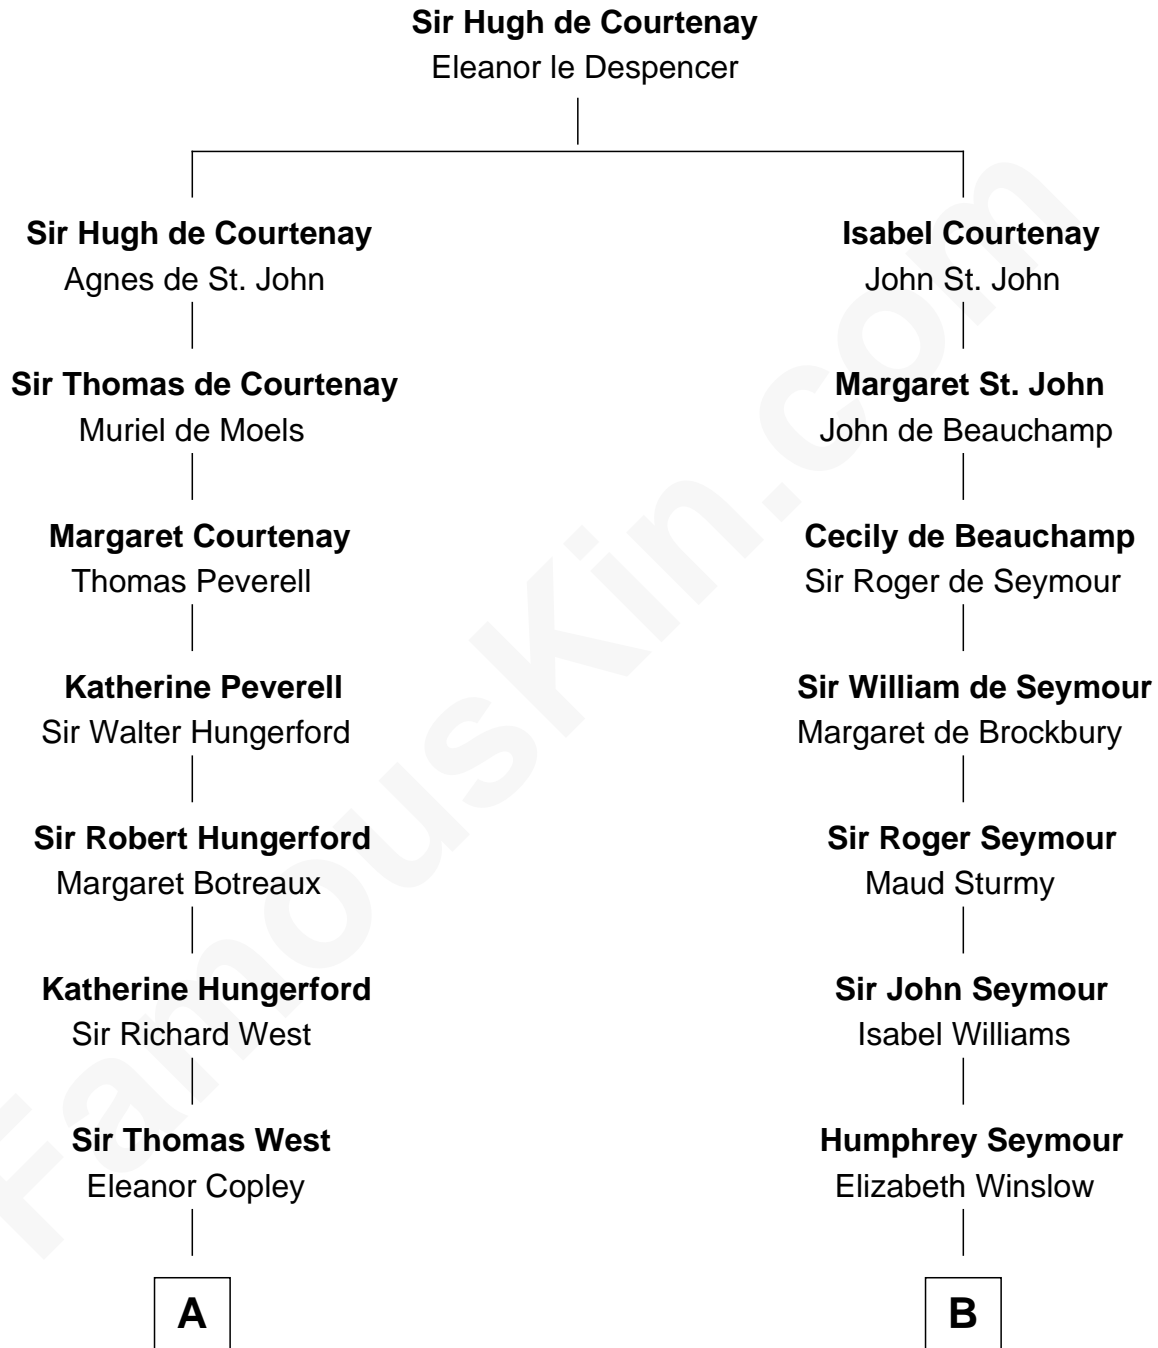 Sir Hugh de Courtenay
Eleanor le Despencer
Sir Hugh de Courtenay
Agnes de St. John
Sir Thomas de Courtenay
Muriel de Moels
Margaret Courtenay
Thomas Peverell
Katherine Peverell
Sir Walter Hungerford
Sir Robert Hungerford
Margaret Botreaux
Katherine Hungerford
Sir Richard West
Sir Thomas West
Eleanor Copley
A
Isabel Courtenay
John St. John
Margaret St. John
John de Beauchamp
Cecily de Beauchamp
Sir Roger de Seymour
Sir William de Seymour
Margaret de Brockbury
Sir Roger Seymour
Maud Sturmy
Sir John Seymour
Isabel Williams
Humphrey Seymour
Elizabeth Winslow
B
FamousKin.com